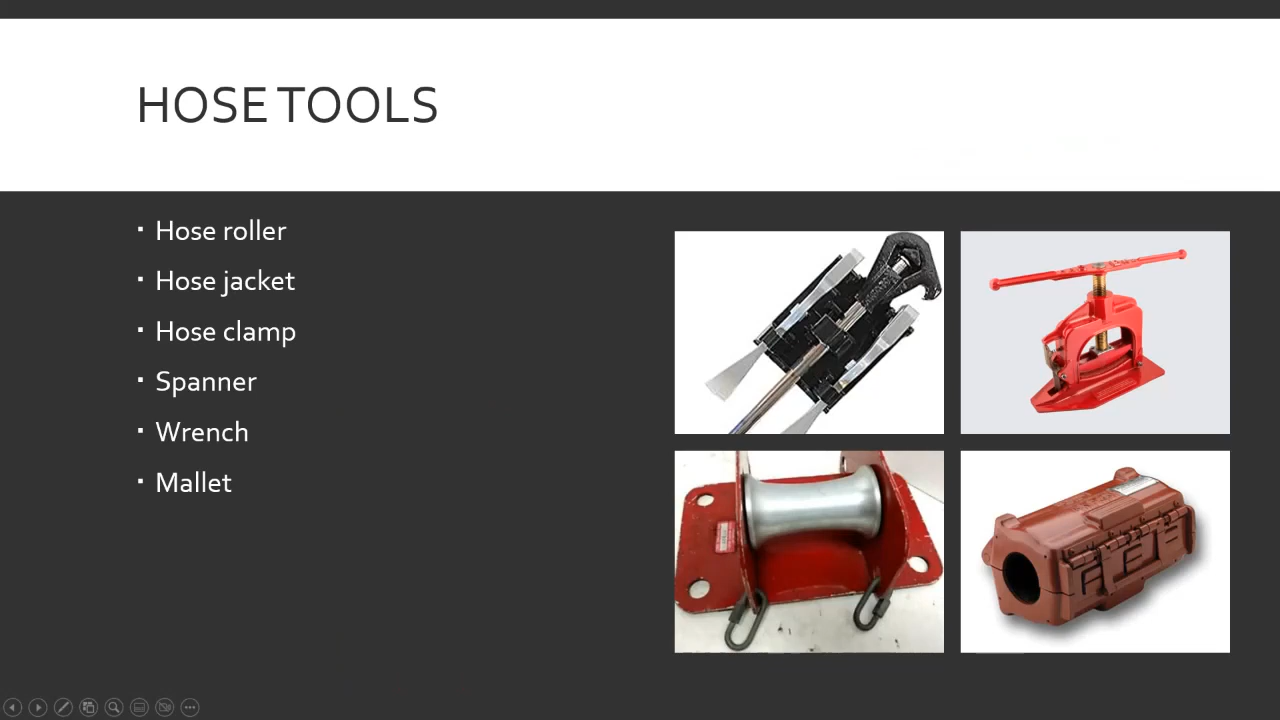 HOSE TOOLS
Hose roller
Hose jacket
Hose clamp
Spanner
Wrench
Mallet